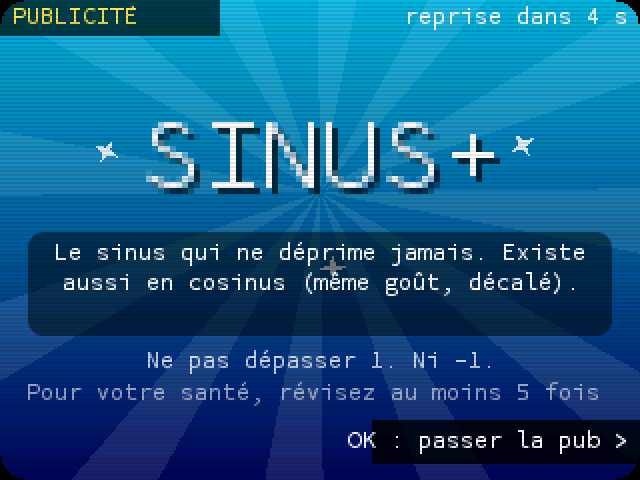 PUBLICITÉ
reprise dans 4 s
SINUS+
Le sinus qui ne déprime jamais. Existe
aussi en cosinus (même goût, décalé).
Ne pas dépasser 1. Ni -1.
Pour votre santé, révisez au moins 5 fois
OK : passer la pub >